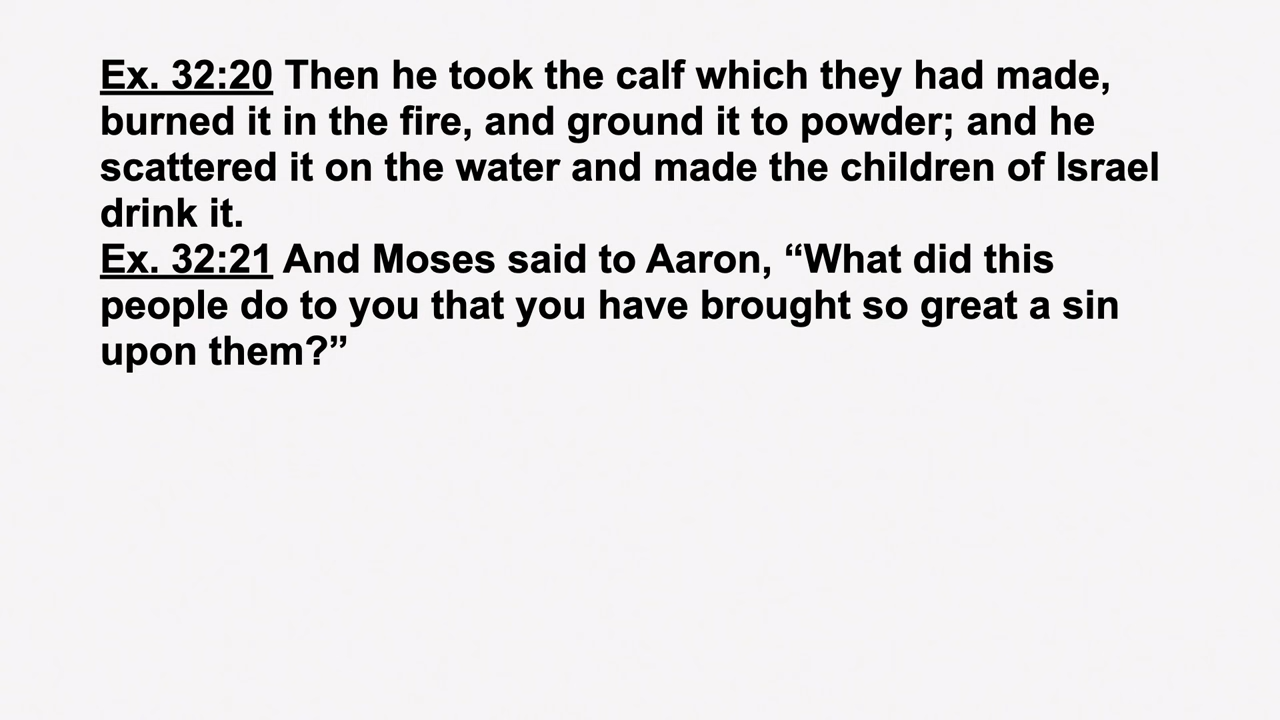 Ex. 32:20 Then he took the calf which they had made,
burned it in the fire, and ground it to powder; and he
scattered it on the water and made the children of Israel
drink it.
Ex. 32:21 And Moses said to Aaron, “What did this
people do to you that you have brought so great a sin
upon them?”